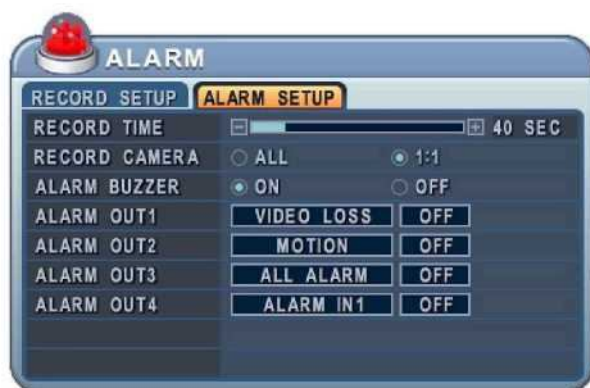 ALARM
RECORD SETUP ALARM SETUP
RECORD TIME 40 SEC
RECORD CAMERA ALL 1:1
ALARM BUZZER ON OFF
ALARM OUT1 VIDEO LOSS OFF
ALARM OUT2 MOTION OFF
ALARM OUT3 ALL ALARM OFF
ALARM OUT4 ALARM IN1 OFF